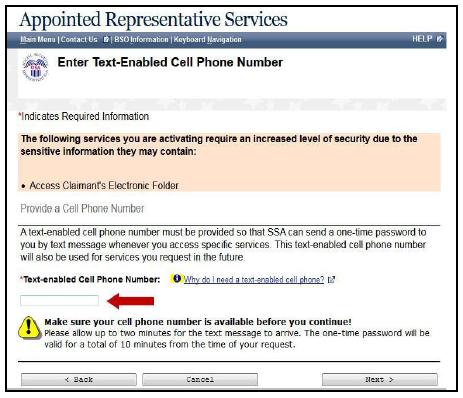 Appointed Representative Services
Main Menu | Contact Us | BSO Information | Keyboard Navigation HELP
Enter Text-Enabled Cell Phone Number
*Indicates Required Information
The following services you are activating require an increased level of security due to the
sensitive information they may contain:
• Access Claimant's Electronic Folder
Provide a Cell Phone Number
A text-enabled cell phone number must be provided so that SSA can send a one-time password to
you by text message whenever you access specific services. This text-enabled cell phone number
will also be used for services you request in the future.
*Text-enabled Cell Phone Number: Why do I need a text-enabled cell phone?
Make sure your cell phone number is available before you continue!
Please allow up to two minutes for the text message to arrive. The one-time password will be
valid for a total of 10 minutes from the time of your request.
< Back Cancel Next >